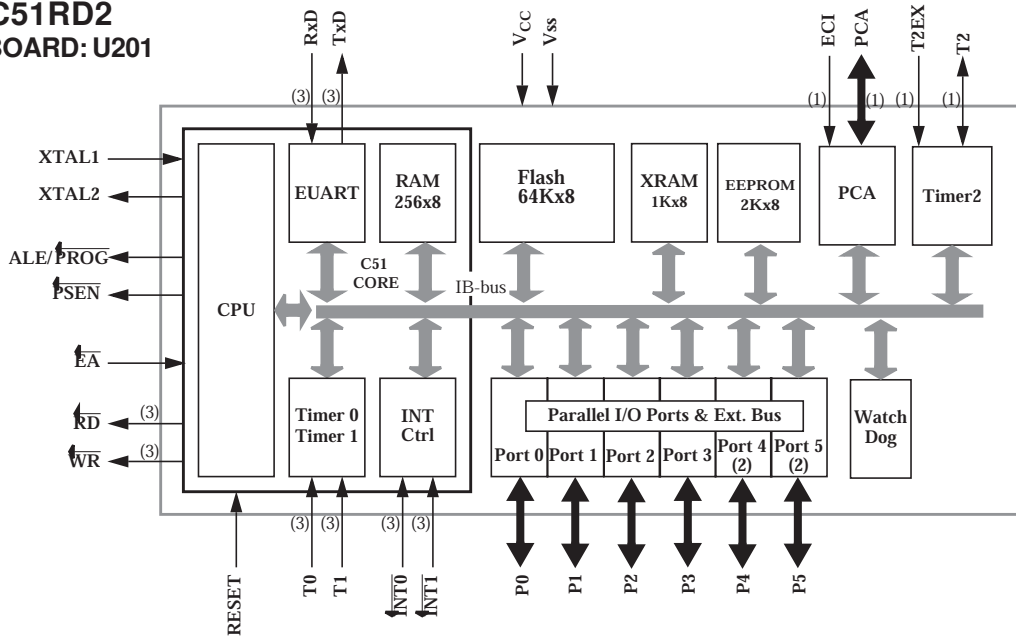 C51RD2
BOARD: U201
RxD
TxD
VCC
Vss
ECI
PCA
T2EX
T2
(3)
(3)
(1)
(1)
(1)
(1)
XTAL1
XTAL2
ALE/PROG
PSEN
EA
RD
(3)
WR
(3)
CPU
EUART
RAM
256x8
C51
CORE
IB-bus
Flash
64Kx8
XRAM
1Kx8
EEPROM
2Kx8
PCA
Timer2
Timer 0
Timer 1
INT
Ctrl
Parallel I/O Ports & Ext. Bus
Port 0
Port 1
Port 2
Port 3
Port 4
(2)
Port 5
(2)
Watch
Dog
(3)
(3)
(3)
(3)
RESET
T0
T1
INT0
INT1
P0
P1
P2
P3
P4
P5